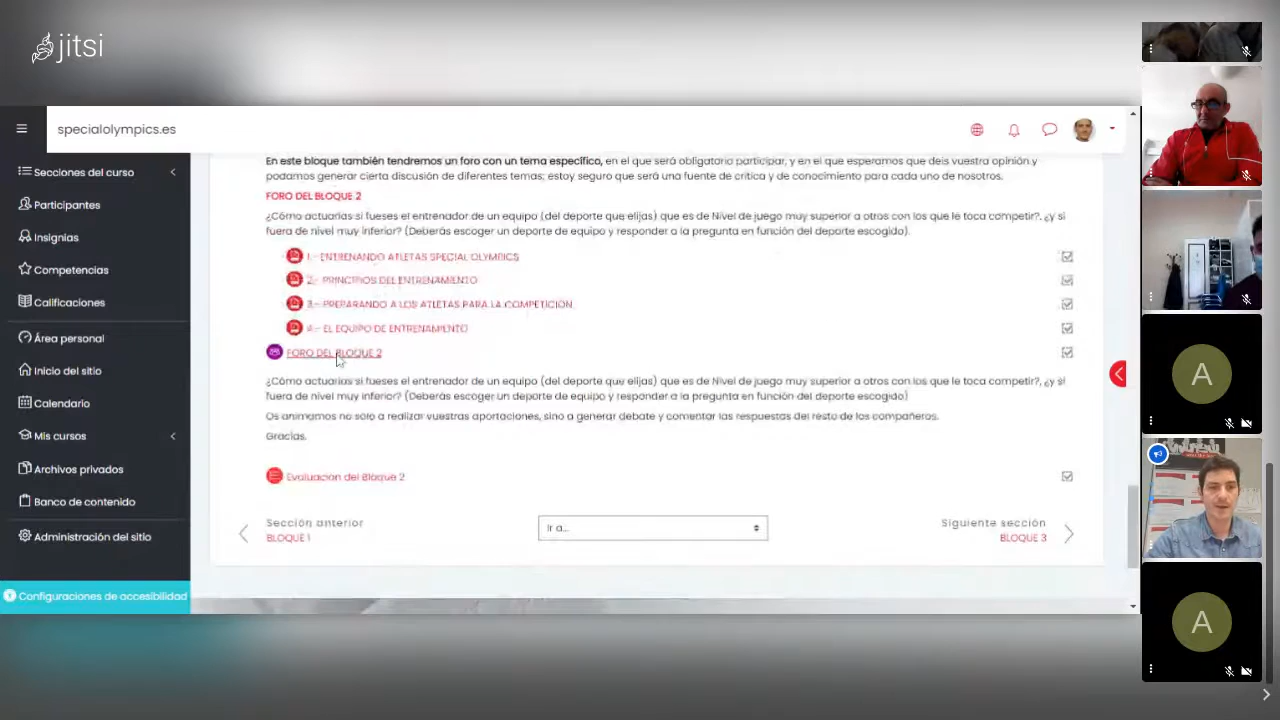 jitsi
specialolympics.es
Secciones del curso
Participantes
Insignias
Competencias
Calificaciones
Área personal
Inicio del sitio
Calendario
Mis cursos
Archivos privados
Banco de contenido
Administración del sitio
Configuraciones de accesibilidad
En este bloque también tendremos un foro con un tema específico, en el que será obligatorio participar, y en el que esperamos que deis vuestra opinión y
podamos generar cierta discusión de diferentes temas; estoy seguro que será una fuente de crítica y de conocimiento para cada uno de nosotros.
FORO DEL BLOQUE 2
¿Cómo actuarías si fueses el entrenador de un equipo (del deporte que elijas) que es de Nivel de juego muy superior a otros con los que le toca competir?, ¿y si
fuera de nivel muy inferior? (Deberás escoger un deporte de equipo y responder a la pregunta en función del deporte escogido).
1.- ENTRENANDO ATLETAS SPECIAL OLYMPICS
2.- PRINCIPIOS DEL ENTRENAMIENTO
3.- PREPARANDO A LOS ATLETAS PARA LA COMPETICIÓN
4.- EL EQUIPO DE ENTRENAMIENTO
FORO DEL BLOQUE 2
¿Cómo actuarías si fueses el entrenador de un equipo (del deporte que elijas) que es de Nivel de juego muy superior a otros con los que le toca competir?, ¿y si
fuera de nivel muy inferior? (Deberás escoger un deporte de equipo y responder a la pregunta en función del deporte escogido)
Os animamos no sólo a realizar vuestras aportaciones, sino a generar debate y comentar las respuestas del resto de los compañeros.
Gracias.
Evaluación del Bloque 2
Sección anterior
BLOQUE 1
Ir a...
Siguiente sección
BLOQUE 3
A
A